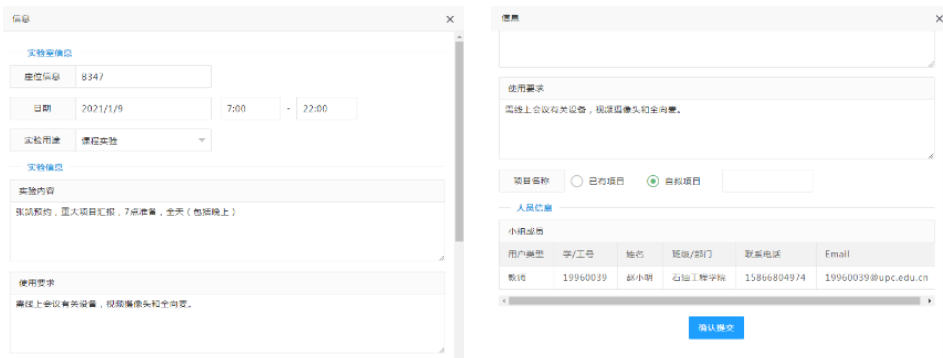 信息
实验室信息
座位信息 8347
日期 2021/1/9 7:00 - 22:00
实验用途 课程实验
实验信息
实验内容
张凯预约，重大项目汇报，7点准备，全天（包括晚上）
使用要求
需线上会议有关设备，视频摄像头和全向麦。
信息
使用要求
需线上会议有关设备，视频摄像头和全向麦。
项目名称 已有项目 自拟项目
人员信息
小组成员
用户类型 学/工号 姓名 班级/部门 联系电话 Email
教师 19960039 赵小明 石油工程学院 15866804974 19960039@upc.edu.cn
确认提交